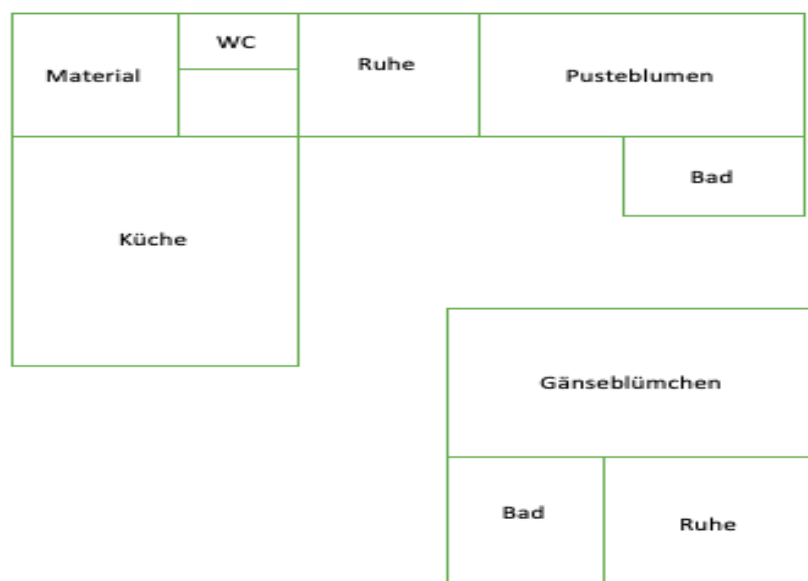 WC
Material
Ruhe
Pusteblumen
Bad
Küche
Gänseblümchen
Bad
Ruhe